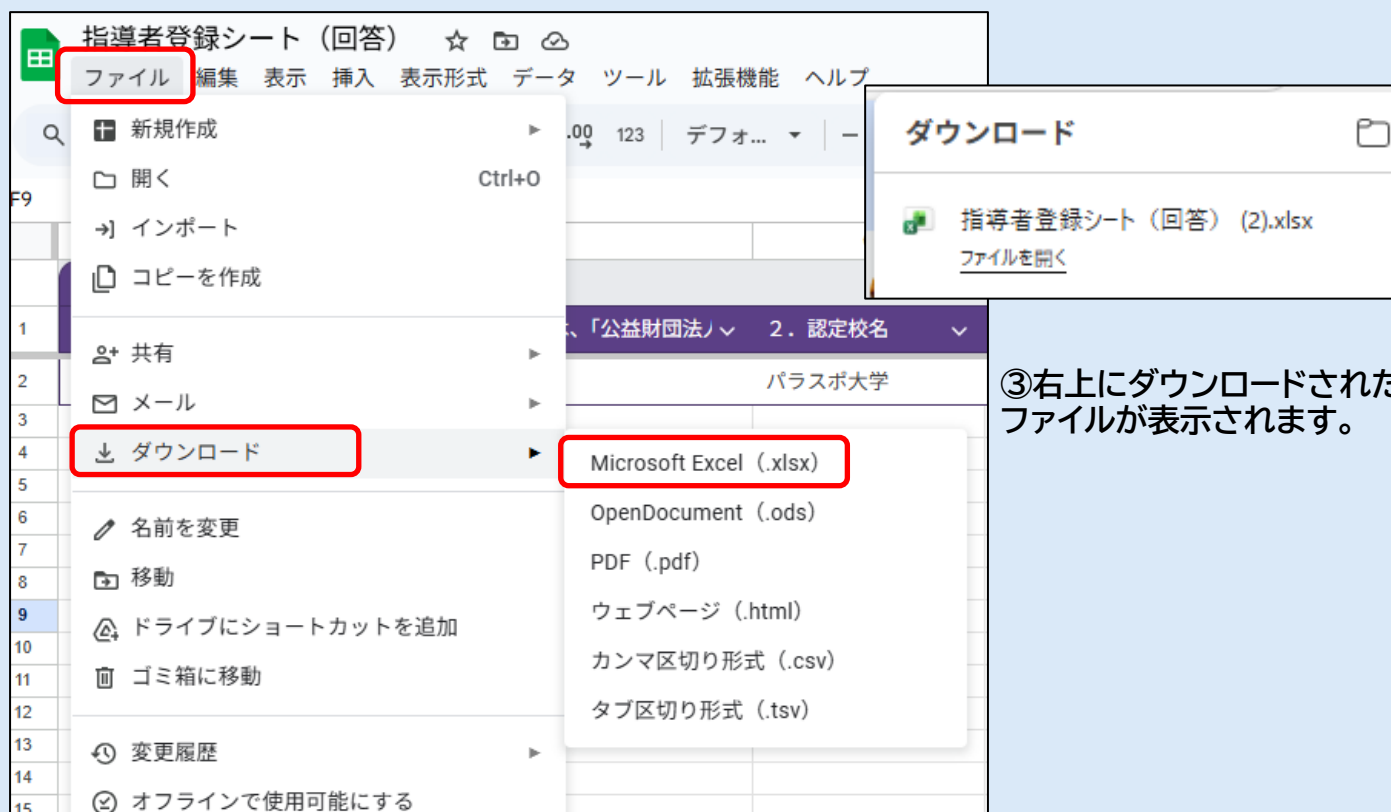 指導者登録シート（回答）
ファイル 編集 表示 挿入 表示形式 データ ツール 拡張機能 ヘルプ
.00 123 デフォ...
F9
新規作成
開く Ctrl+O
インポート
コピーを作成
共有
メール
ダウンロード
名前を変更
移動
ドライブにショートカットを追加
ゴミ箱に移動
変更履歴
オフラインで使用可能にする
Microsoft Excel（.xlsx）
OpenDocument（.ods）
PDF（.pdf）
ウェブページ（.html）
カンマ区切り形式（.csv）
タブ区切り形式（.tsv）
、「公益財団法 2．認定校名
パラスポ大学
1
2
3
4
5
6
7
8
9
10
11
12
13
14
15
ダウンロード
指導者登録シート（回答） (2).xlsx
ファイルを開く
③右上にダウンロードされた
ファイルが表示されます。